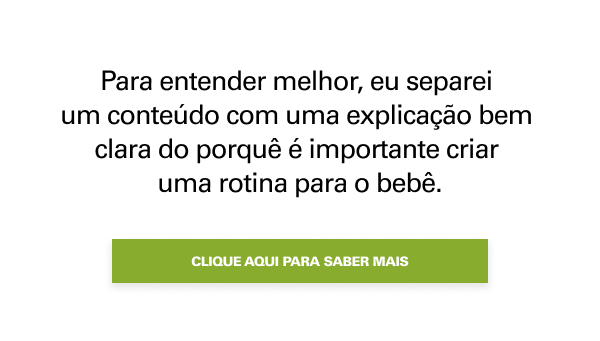 Para entender melhor, eu separei
um conteúdo com uma explicação bem
clara do porquê é importante criar
uma rotina para o bebê.
CLIQUE AQUI PARA SABER MAIS